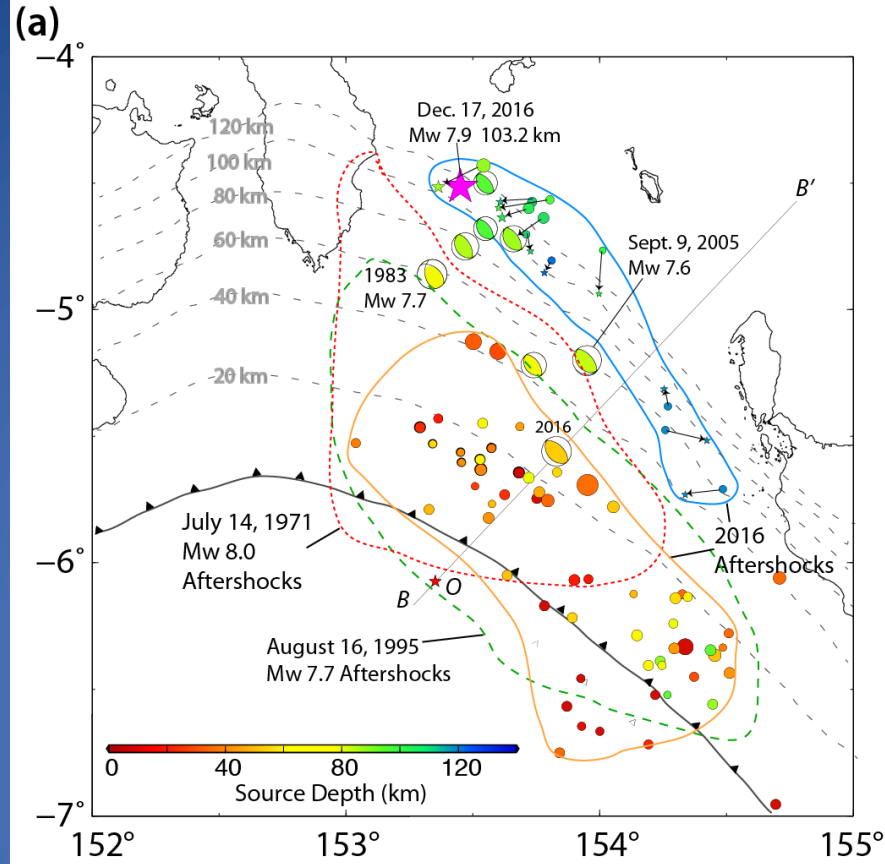 (a)
−4°
Dec. 17, 2016
Mw 7.9 103.2 km
120 km
100 km
80 km
60 km
40 km
20 km
B′
Sept. 9, 2005
Mw 7.6
1983
Mw 7.7
−5°
2016
July 14, 1971
Mw 8.0
Aftershocks
2016
Aftershocks
−6°
O
B
August 16, 1995
Mw 7.7 Aftershocks
0 40 80 120
Source Depth (km)
−7°
152° 153° 154° 155°